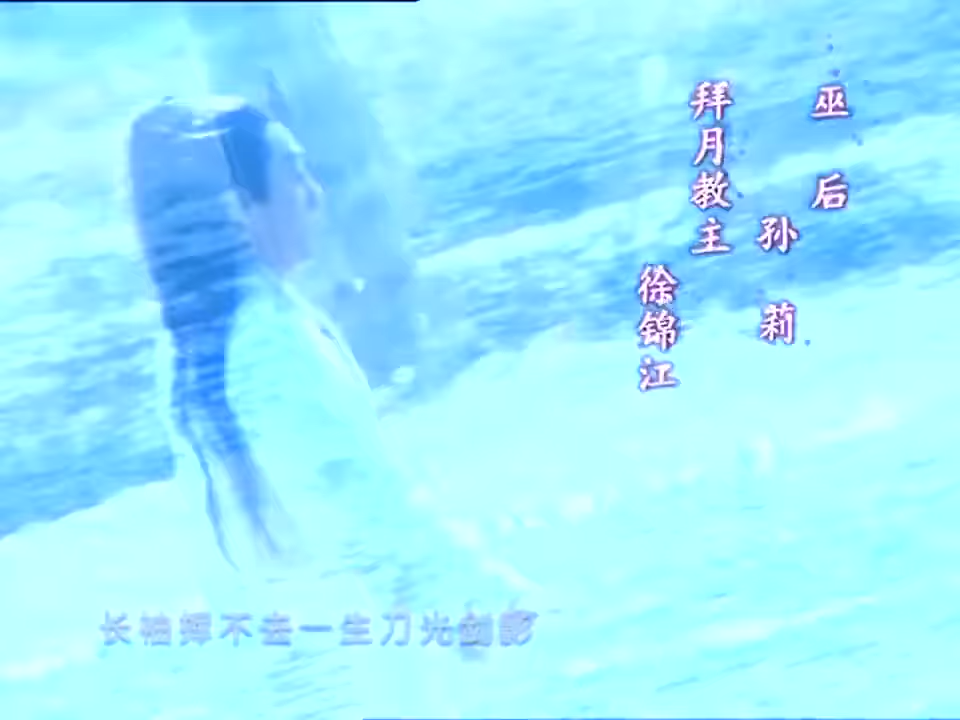 巫后
孙莉
拜月教主
徐锦江
长袖挥不去一生刀光剑影